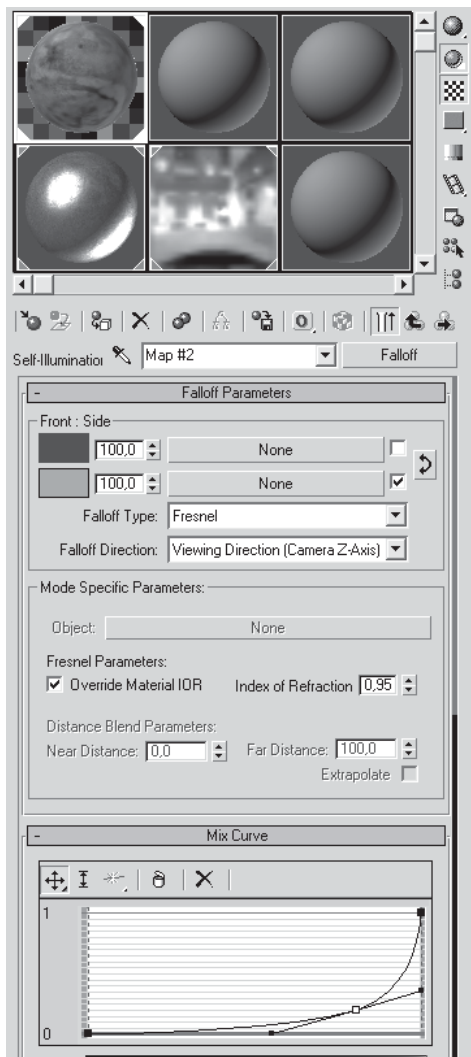 Self-Illumination Map #2 Falloff
- Falloff Parameters
Front : Side
100,0 None
100,0 None
Falloff Type: Fresnel
Falloff Direction: Viewing Direction (Camera Z-Axis)
Mode Specific Parameters:
Object: None
Fresnel Parameters:
Override Material IOR Index of Refraction 0,95
Distance Blend Parameters:
Near Distance: 0,0 Far Distance: 100,0
Extrapolate
- Mix Curve
1
0